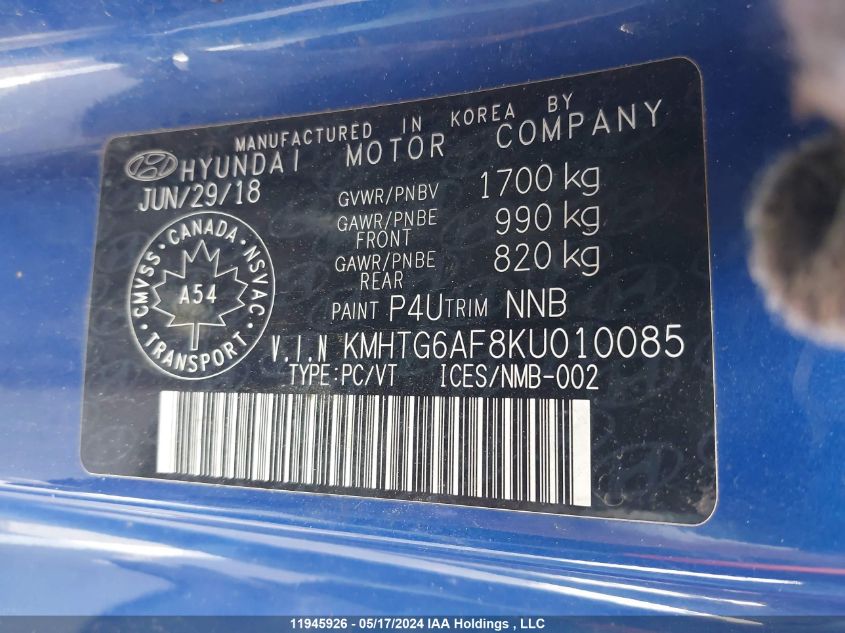 MANUFACTURED IN KOREA BY
HYUNDAI MOTOR COMPANY
JUN/29/18
GVWR/PNBV 1700 kg
GAWR/PNBE FRONT 990 kg
GAWR/PNBE REAR 820 kg
CMVSS · CANADA · NSVAC · TRANSPORT
A54
PAINT P4U TRIM NNB
V.I.N KMHTG6AF8KU010085
TYPE:PC/VT ICES/NMB-002
11945926 - 05/17/2024 IAA Holdings , LLC